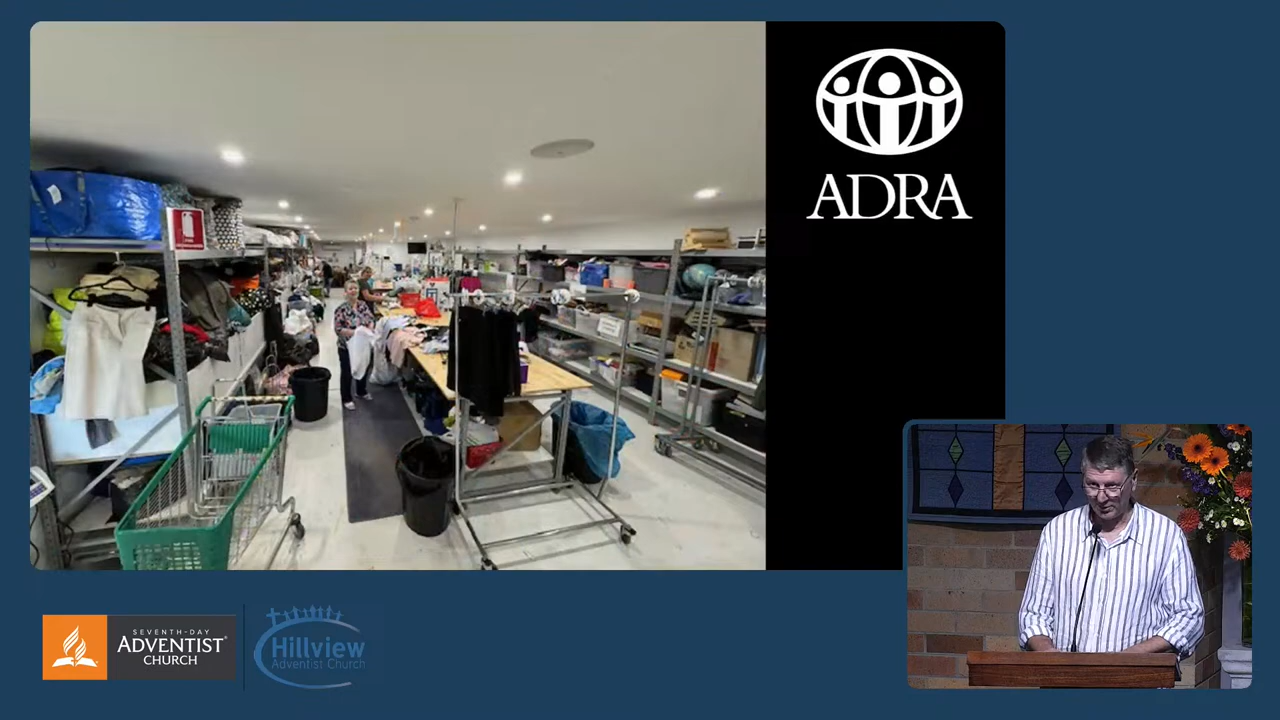 ADRA
SEVENTH-DAY
ADVENTIST®
CHURCH
Hillview
Adventist Church